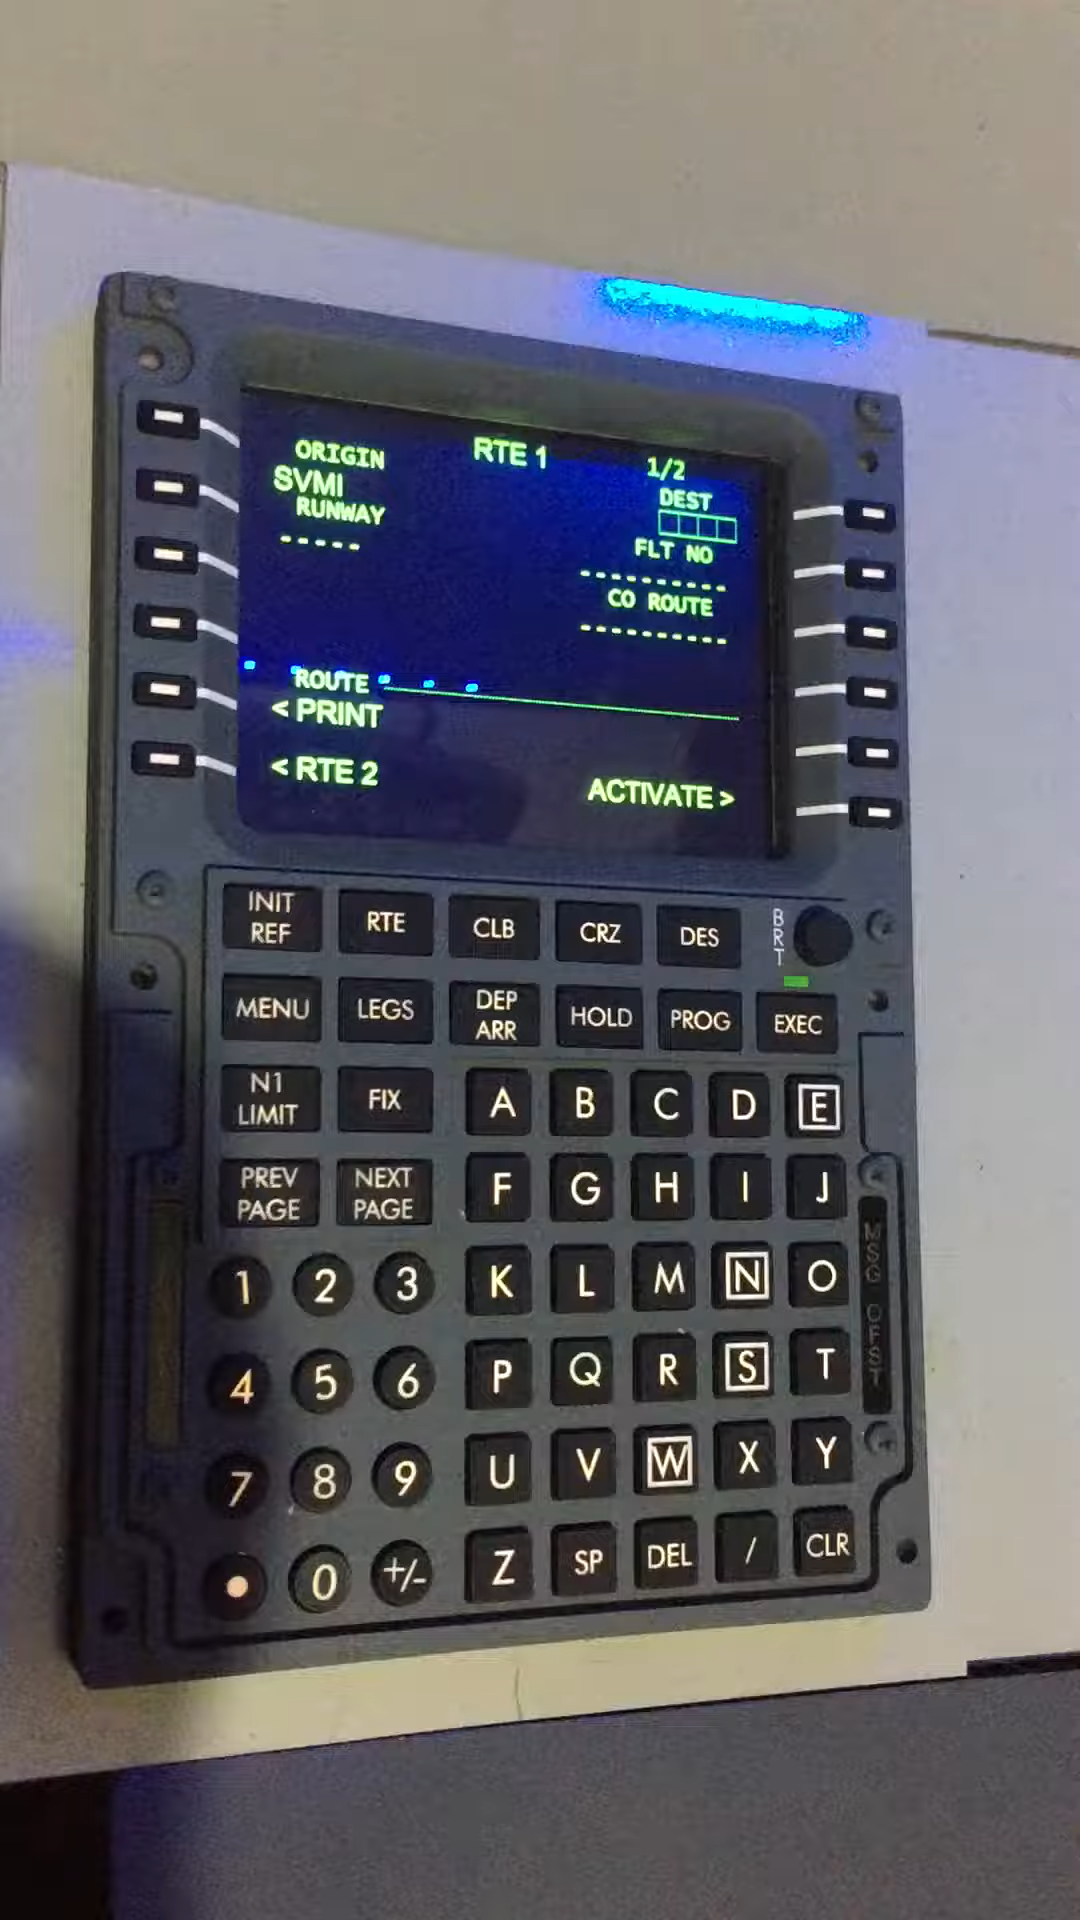 RTE 1
1/2
ORIGIN
DEST
SVMI
RUNWAY
FLT NO
-----
----------
CO ROUTE
----------
ROUTE
< PRINT
< RTE 2
ACTIVATE >
INIT REF
RTE
CLB
CRZ
DES
BRT
MENU
LEGS
DEP ARR
HOLD
PROG
EXEC
N1 LIMIT
FIX
A B C D E
PREV PAGE
NEXT PAGE
F G H I J
1 2 3
K L M N O
4 5 6
P Q R S T
7 8 9
U V W X Y
. 0 +/-
Z SP DEL / CLR
MSG OFST